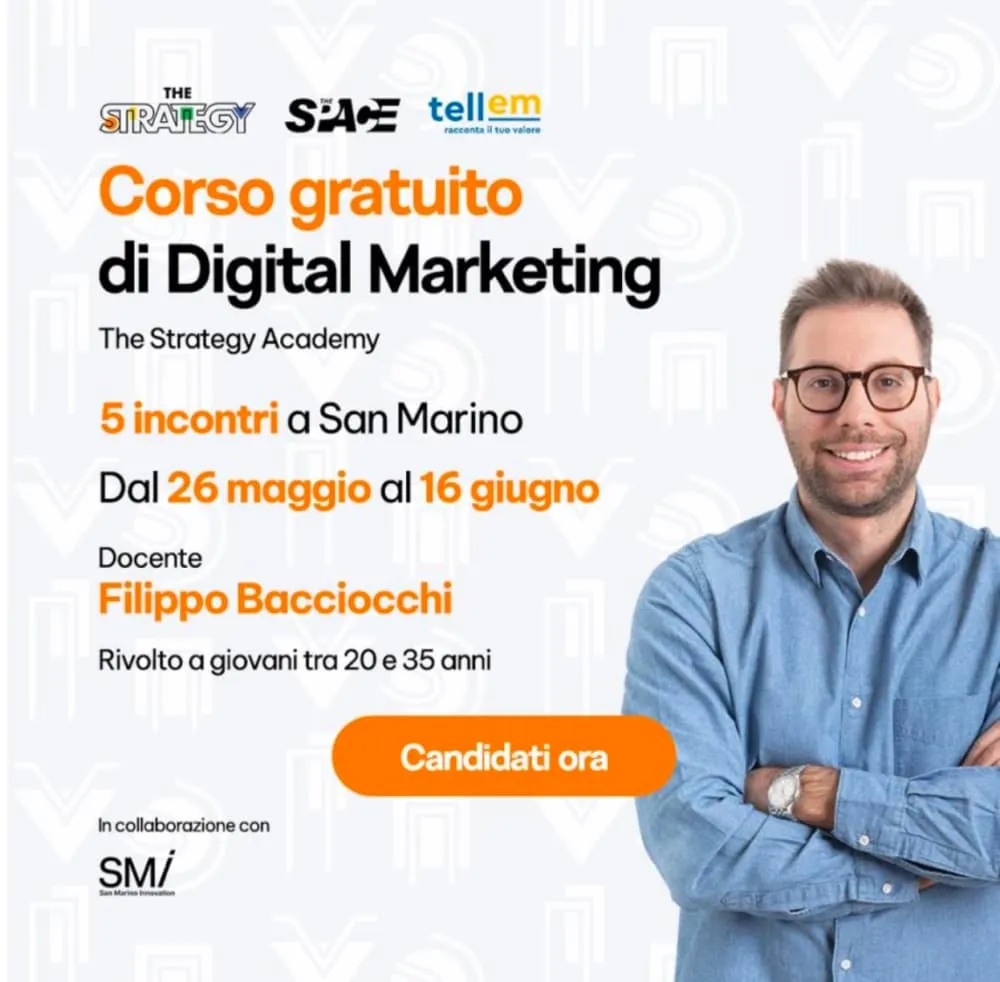 THE
STRATEGY
THE
SPACE
tellem
racconta il tuo valore
Corso gratuito
di Digital Marketing
The Strategy Academy
5 incontri a San Marino
Dal 26 maggio al 16 giugno
Docente
Filippo Bacciocchi
Rivolto a giovani tra 20 e 35 anni
Candidati ora
In collaborazione con
SMi
San Marino Innovation